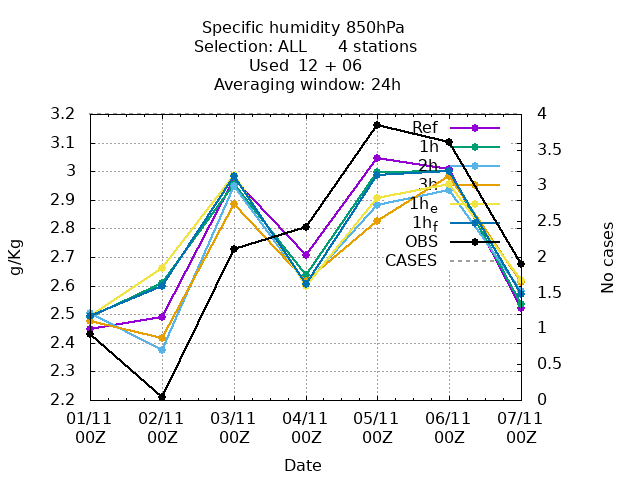 Specific humidity 850hPa
Selection: ALL      4 stations
Used  12 + 06
Averaging window: 24h
3.2
3.1
3
2.9
2.8
2.7
2.6
2.5
2.4
2.3
2.2
4
3.5
3
2.5
2
1.5
1
0.5
0
g/Kg
No cases
Ref
1h
2h
3h
1he
1hf
OBS
CASES
01/11 02/11 03/11 04/11 05/11 06/11 07/11
00Z 00Z 00Z 00Z 00Z 00Z 00Z
Date